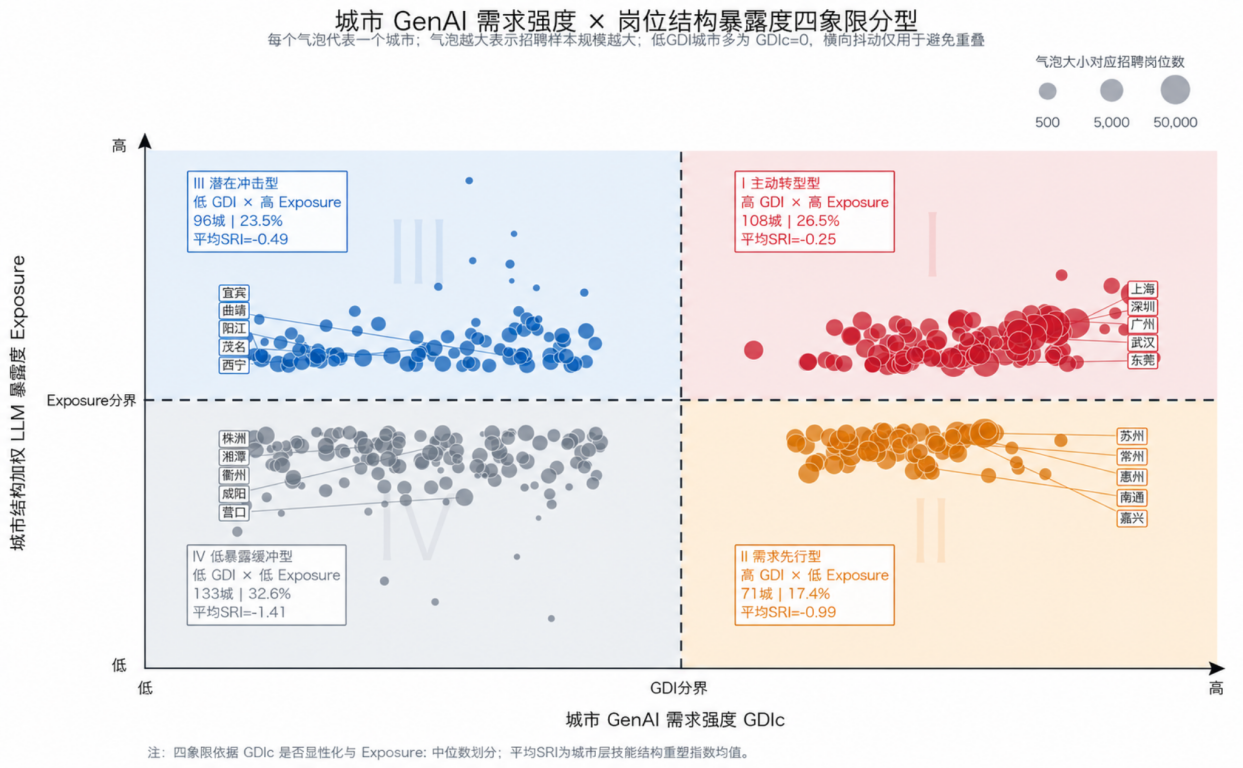 城市 GenAI 需求强度 × 岗位结构暴露度四象限分型
每个气泡代表一个城市；气泡越大表示招聘样本规模越大；低GDI城市多为 GDIc=0，横向抖动仅用于避免重叠
气泡大小对应招聘岗位数
500
5,000
50,000
高
III 潜在冲击型
低 GDI × 高 Exposure
96城 | 23.5%
平均SRI=-0.49
III
I 主动转型型
高 GDI × 高 Exposure
108城 | 26.5%
平均SRI=-0.25
I
宜宾
曲靖
阳江
茂名
西宁
上海
深圳
广州
武汉
东莞
城市结构加权 LLM 暴露度 Exposure
Exposure分界
株洲
湘潭
衢州
咸阳
营口
苏州
常州
惠州
南通
嘉兴
IV
IV 低暴露缓冲型
低 GDI × 低 Exposure
133城 | 32.6%
平均SRI=-1.41
II
II 需求先行型
高 GDI × 低 Exposure
71城 | 17.4%
平均SRI=-0.99
低
低
GDI分界
高
城市 GenAI 需求强度 GDIc
注：四象限依据 GDIc 是否显性化与 Exposure: 中位数划分；平均SRI为城市层技能结构重塑指数均值。